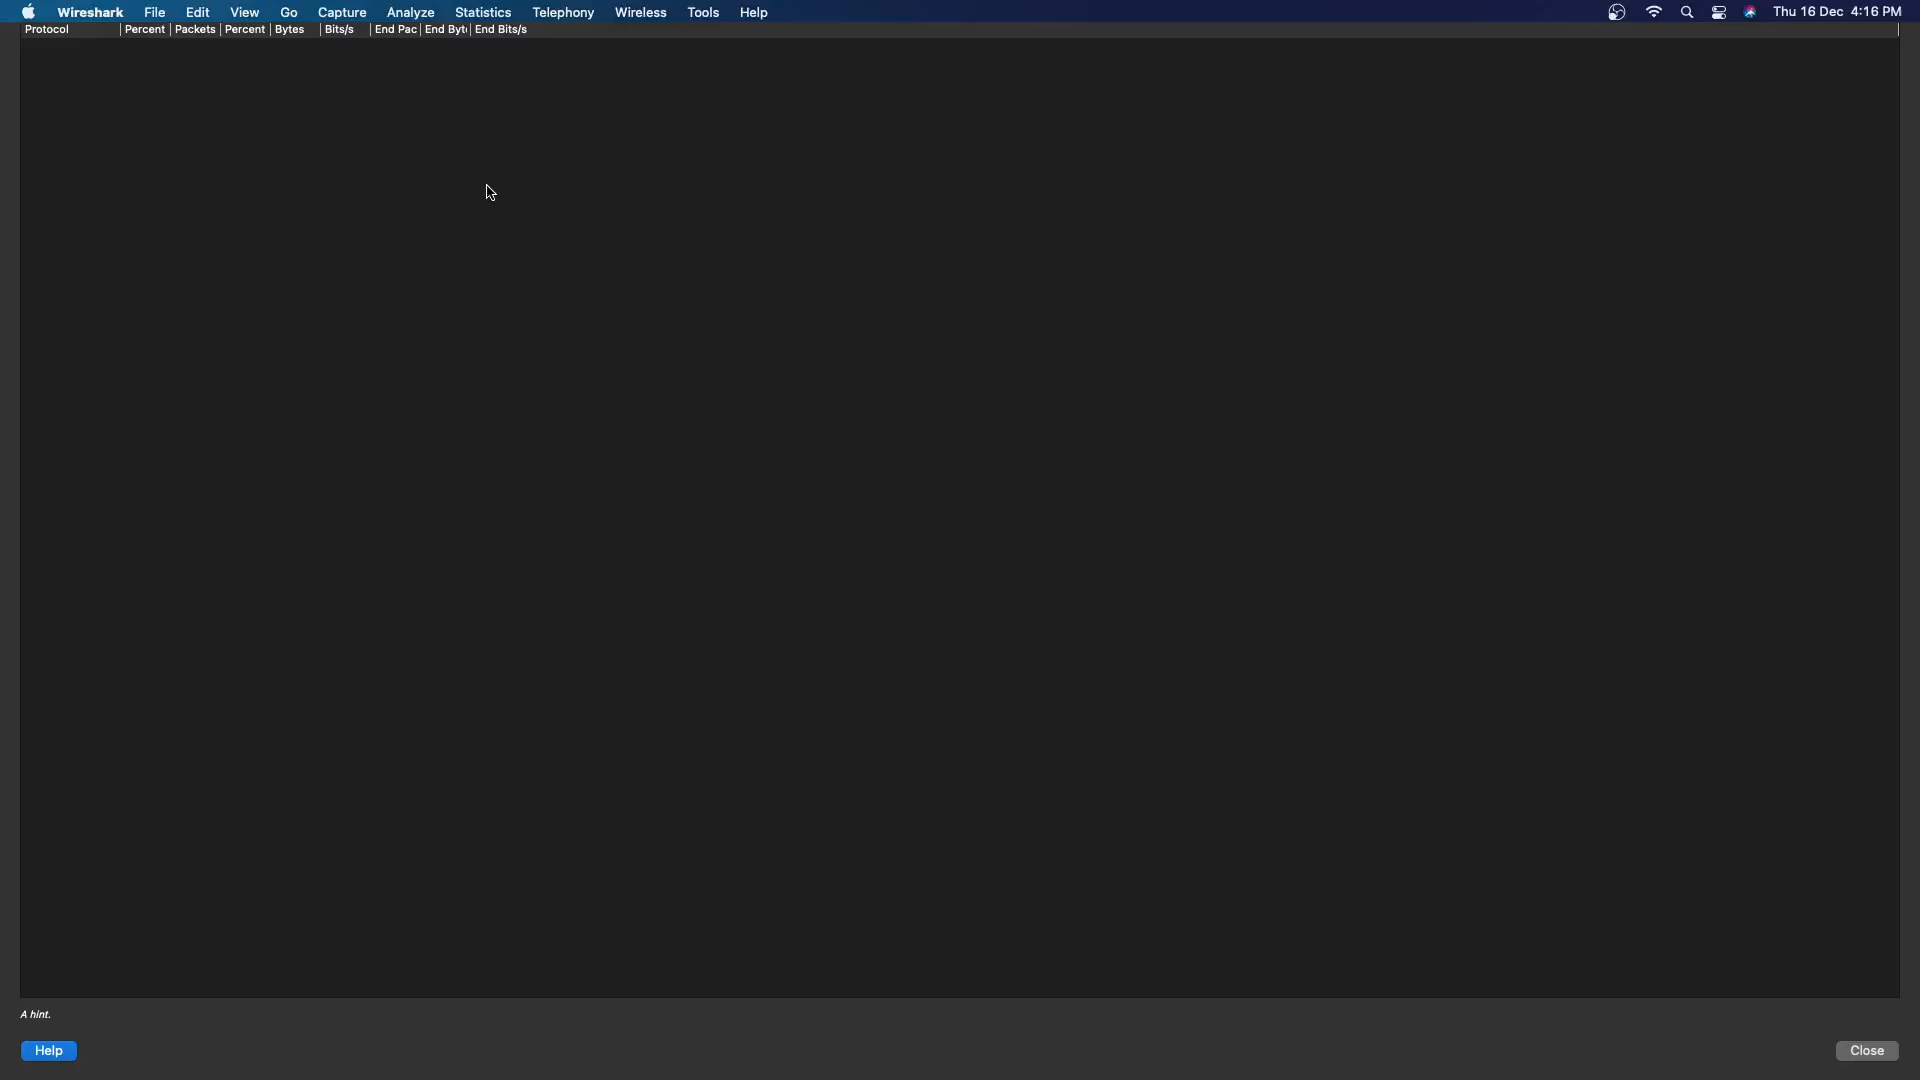 Wireshark File Edit View Go Capture Analyze Statistics Telephony Wireless Tools Help Thu 16 Dec 4:16 PM
Protocol Percent Packets Percent Bytes Bits/s End Pac End Byt End Bits/s
A hint.
Help Close